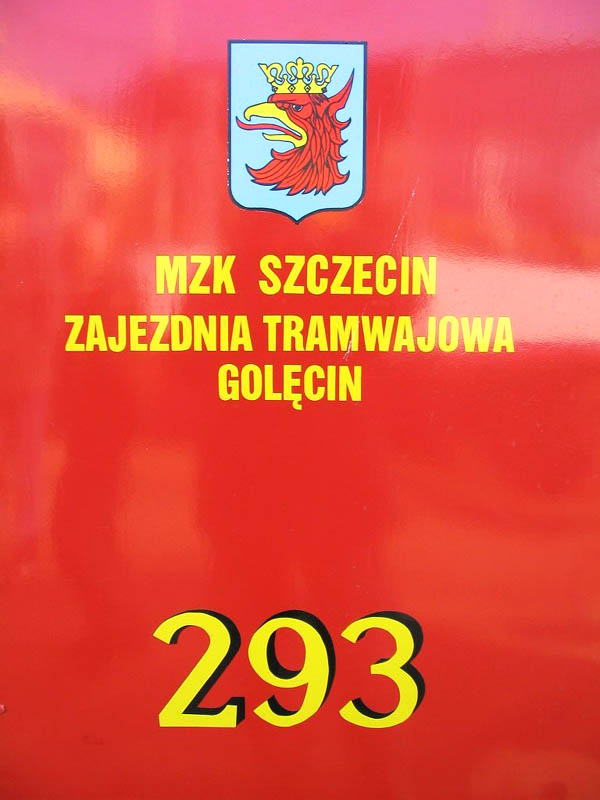 MZK SZCZECIN
ZAJEZDNIA TRAMWAJOWA
GOLĘCIN
293